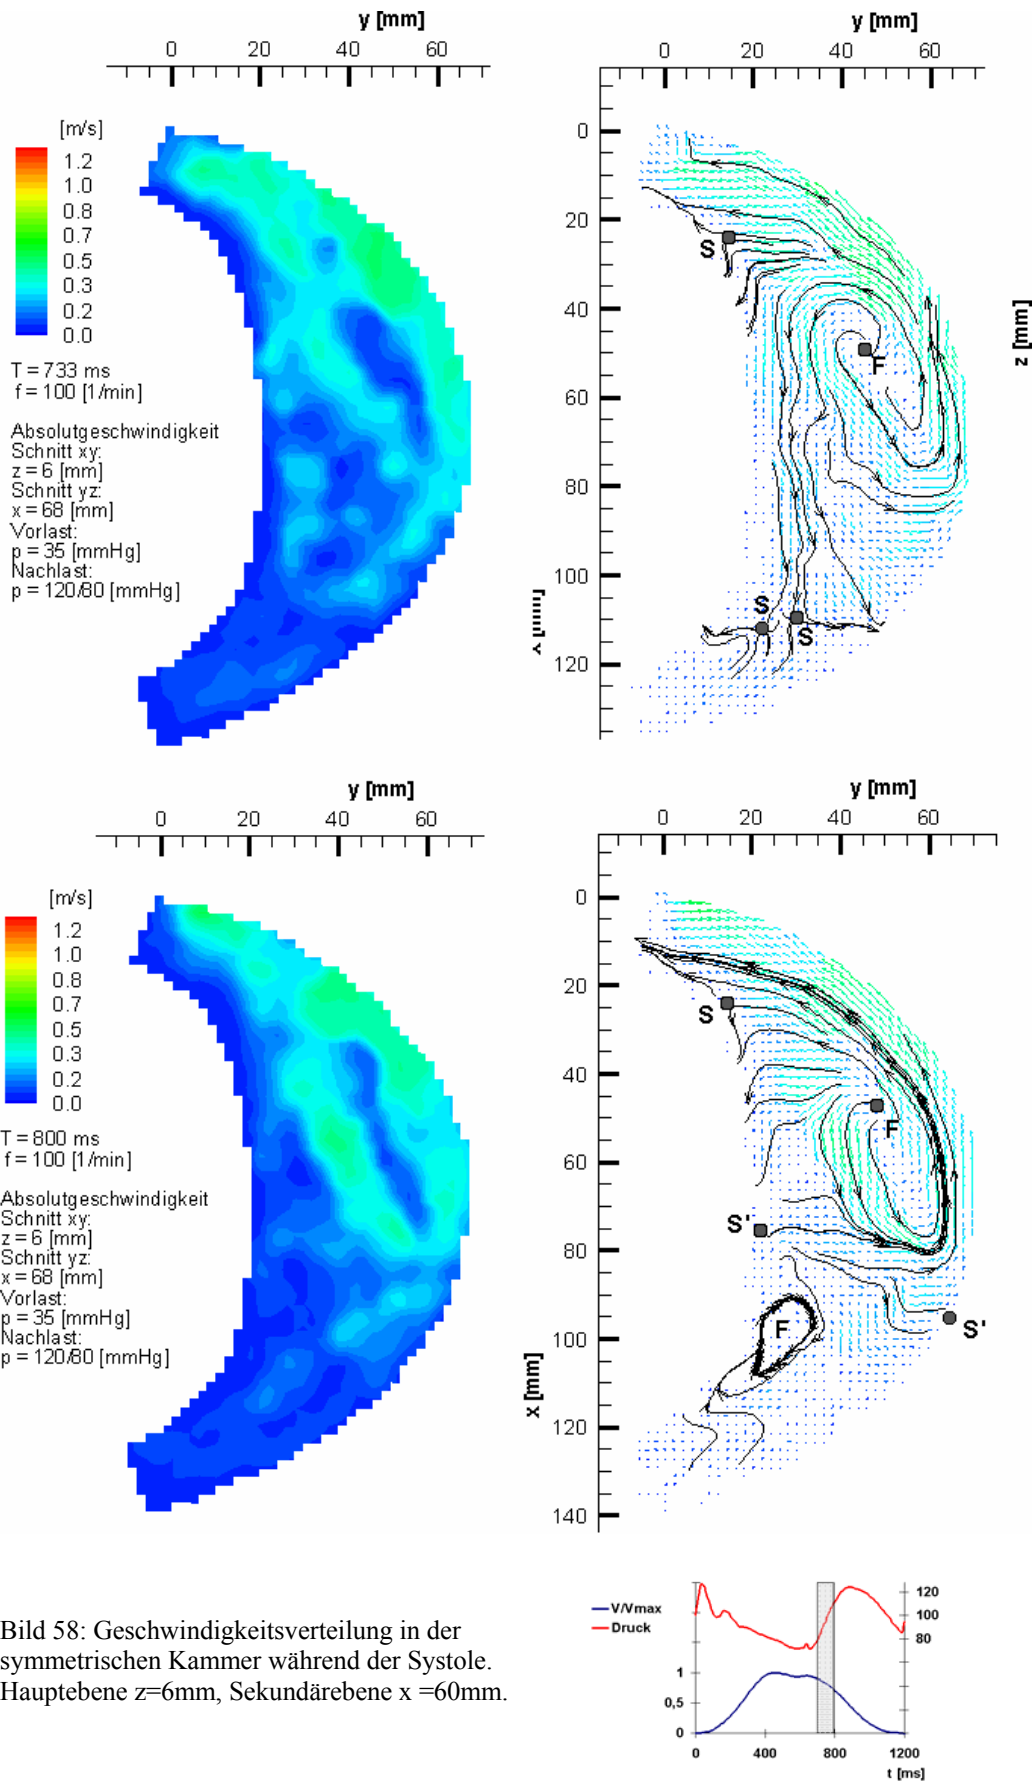 y [mm]
0 20 40 60
[m/s]
1.2
1.0
0.8
0.7
0.5
0.3
0.2
0.0
T = 733 ms
f = 100 [1/min]
Absolutgeschwindigkeit
Schnitt xy:
z = 6 [mm]
Schnitt yz:
x = 68 [mm]
Vorlast:
p = 35 [mmHg]
Nachlast:
p = 120/80 [mmHg]
y [mm]
0 20 40 60
0
20
40
60
80
100
120
z [mm]
S
F
S
S
y [mm]
0 20 40 60
[m/s]
1.2
1.0
0.8
0.7
0.5
0.3
0.2
0.0
T = 800 ms
f = 100 [1/min]
Absolutgeschwindigkeit
Schnitt xy:
z = 6 [mm]
Schnitt yz:
x = 68 [mm]
Vorlast:
p = 35 [mmHg]
Nachlast:
p = 120/80 [mmHg]
y [mm]
0 20 40 60
0
20
40
60
80
100
120
140
x [mm]
S
F
S'
F
S'
Bild 58: Geschwindigkeitsverteilung in der
symmetrischen Kammer während der Systole.
Hauptebene z=6mm, Sekundärebene x =60mm.
V/Vmax
Druck
120
100
80
1
0,5
0
0 400 800 1200
t [ms]